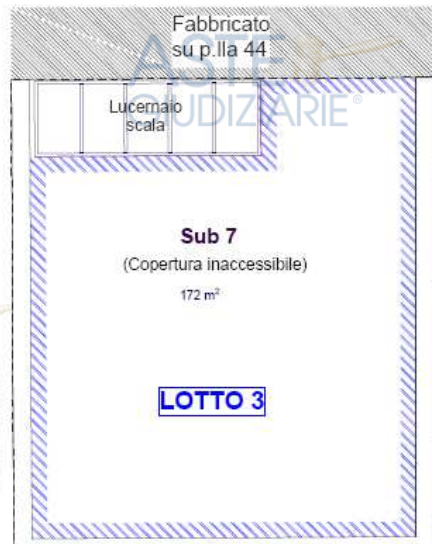 Fabbricato
su p.lla 44
ASTE
GIUDIZIARIE®
Lucernaio
scala
Sub 7
(Copertura inaccessibile)
172 m²
LOTTO 3